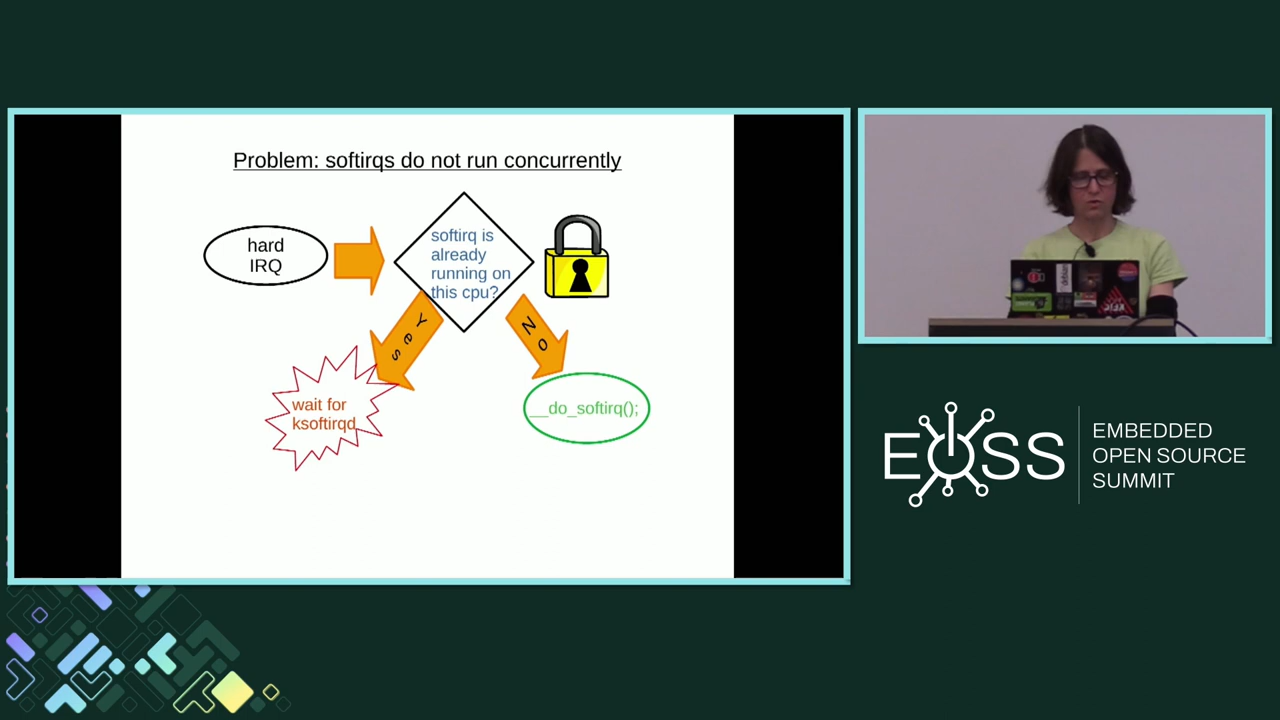 Problem: softirqs do not run concurrently
hard
IRQ
softirq is
already
running on
this cpu?
Yes
No
wait for
ksoftirqd
__do_softirq();
EOSS
EMBEDDED
OPEN SOURCE
SUMMIT